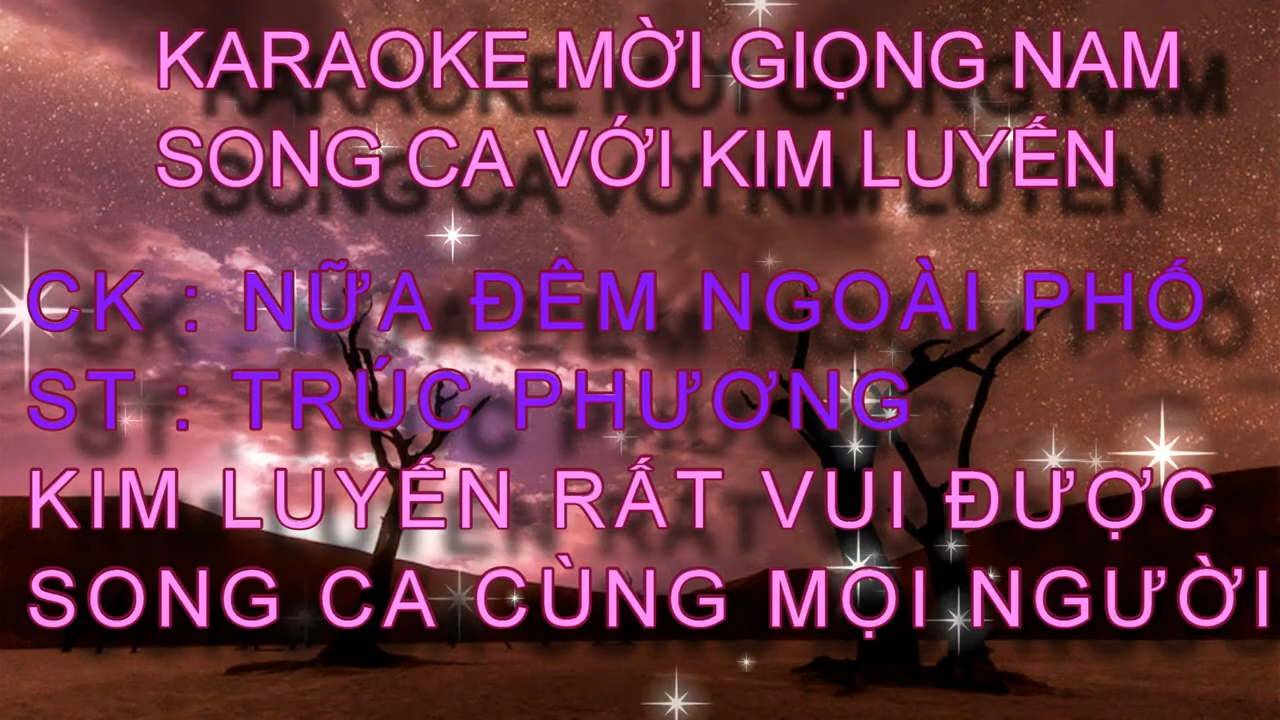 KARAOKE MỜI GIỌNG NAM
SONG CA VỚI KIM LUYẾN
CK : NỮA ĐÊM NGOÀI PHỐ
ST : TRÚC PHƯƠNG
KIM LUYẾN RẤT VUI ĐƯỢC
SONG CA CÙNG MỌI NGƯỜI